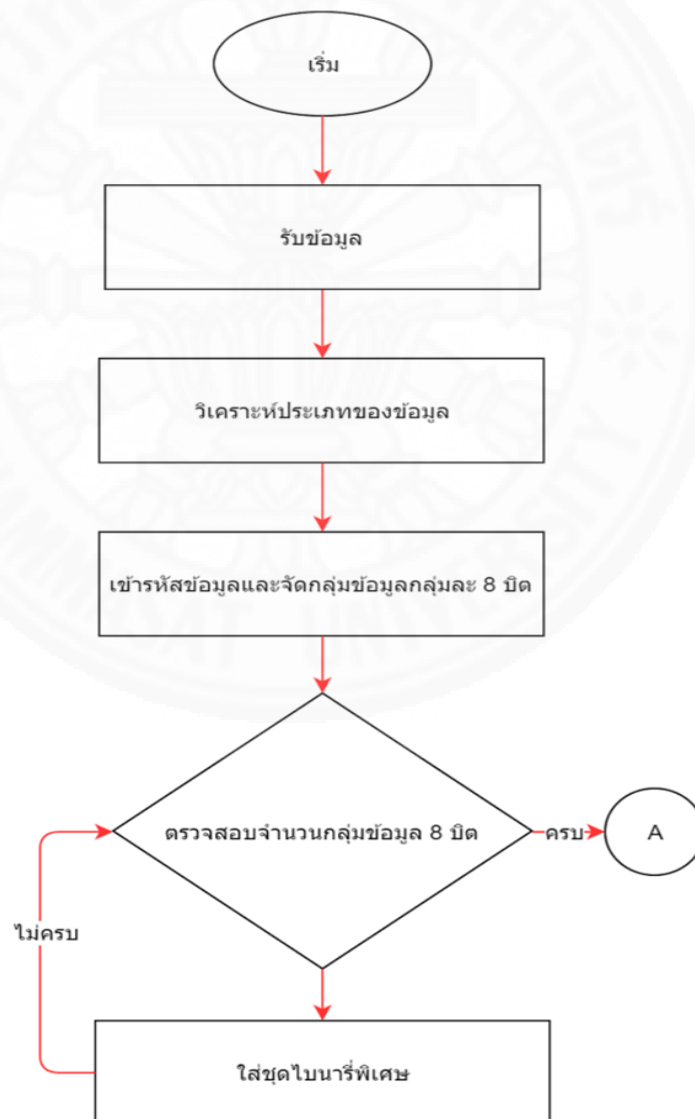 เริ่ม
รับข้อมูล
วิเคราะห์ประเภทของข้อมูล
เข้ารหัสข้อมูลและจัดกลุ่มข้อมูลกลุ่มละ 8 บิต
ตรวจสอบจำนวนกลุ่มข้อมูล 8 บิต
ครบ
A
ไม่ครบ
ใส่ชุดไบนารี่พิเศษ